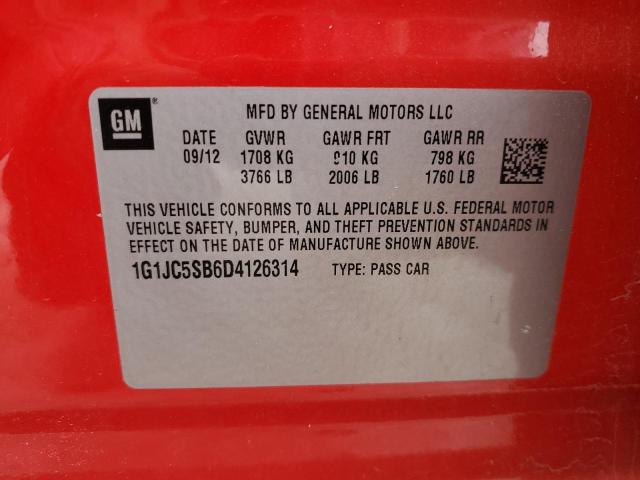 GM®
MFD BY GENERAL MOTORS LLC
DATE GVWR GAWR FRT GAWR RR
09/12 1708 KG 910 KG 798 KG
3766 LB 2006 LB 1760 LB
THIS VEHICLE CONFORMS TO ALL APPLICABLE U.S. FEDERAL MOTOR
VEHICLE SAFETY, BUMPER, AND THEFT PREVENTION STANDARDS IN
EFFECT ON THE DATE OF MANUFACTURE SHOWN ABOVE.
1G1JC5SB6D4126314 TYPE: PASS CAR